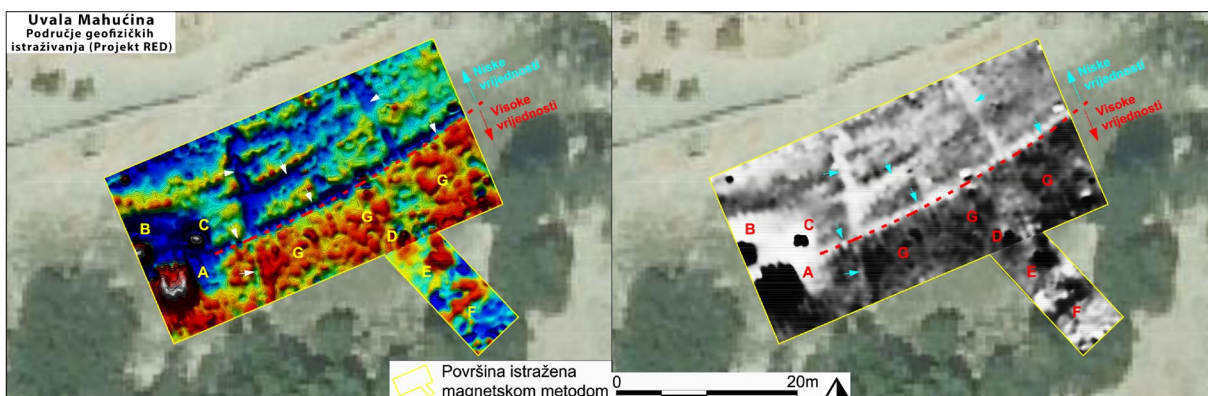 Uvala Mahućina
Područje geofizičkih
istraživanja (Projekt RED)
Niske
vrijednosti
Visoke
vrijednosti
B
C
A
G
G
G
D
E
F
Niske
vrijednosti
Visoke
vrijednosti
B
C
A
G
G
G
D
E
F
Površina istražena
magnetskom metodom
0
20m